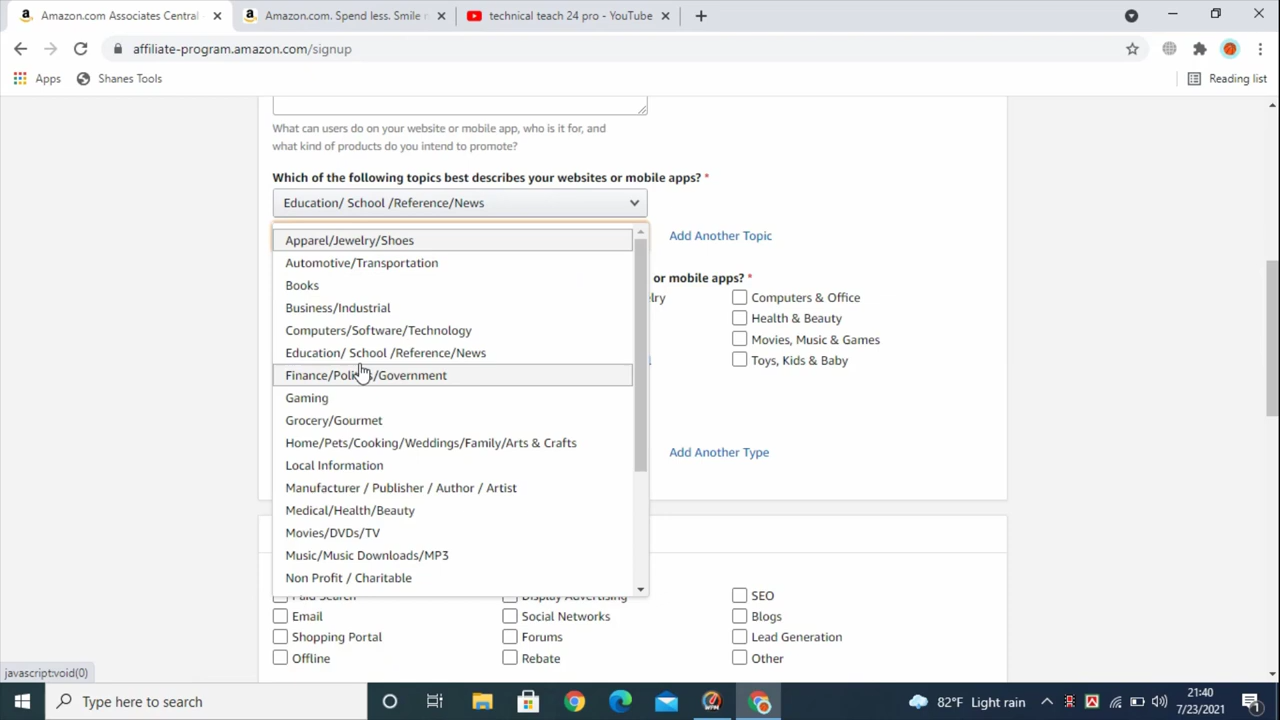 Amazon.com Associates Central -
Amazon.com. Spend less. Smile m
technical teach 24 pro - YouTube
affiliate-program.amazon.com/signup
Apps
Shanes Tools
Reading list
What can users do on your website or mobile app, who is it for, and
what kind of products do you intend to promote?
Which of the following topics best describes your websites or mobile apps? *
Education/ School /Reference/News
Add Another Topic
Apparel/Jewelry/Shoes
Automotive/Transportation
Books
Business/Industrial
Computers/Software/Technology
Education/ School /Reference/News
Finance/Politics/Government
Gaming
Grocery/Gourmet
Home/Pets/Cooking/Weddings/Family/Arts & Crafts
Local Information
Manufacturer / Publisher / Author / Artist
Medical/Health/Beauty
Movies/DVDs/TV
Music/Music Downloads/MP3
Non Profit / Charitable
or mobile apps? *
elry
Computers & Office
Health & Beauty
Movies, Music & Games
Toys, Kids & Baby
Add Another Type
Paid Search
Display Advertising
SEO
Email
Social Networks
Blogs
Shopping Portal
Forums
Lead Generation
Offline
Rebate
Other
javascript:void(0)
Type here to search
82°F Light rain
21:40
7/23/2021
1